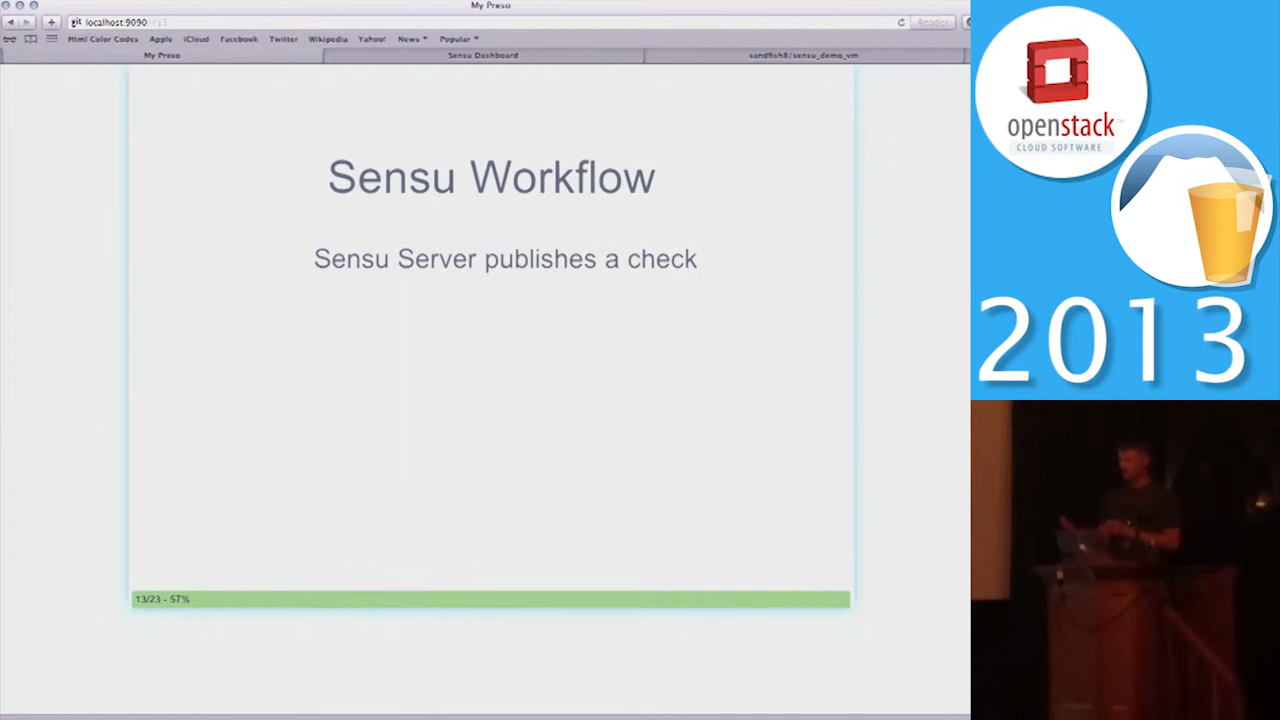 My Preso
localhost:9090
Reader
Html Color Codes Apple iCloud Facebook Twitter Wikipedia Yahoo! News Popular
My Preso Sensu Dashboard sandfish8/sensu_demo_vm
Sensu Workflow
Sensu Server publishes a check
13/23 - 57%
openstack
CLOUD SOFTWARE
2013